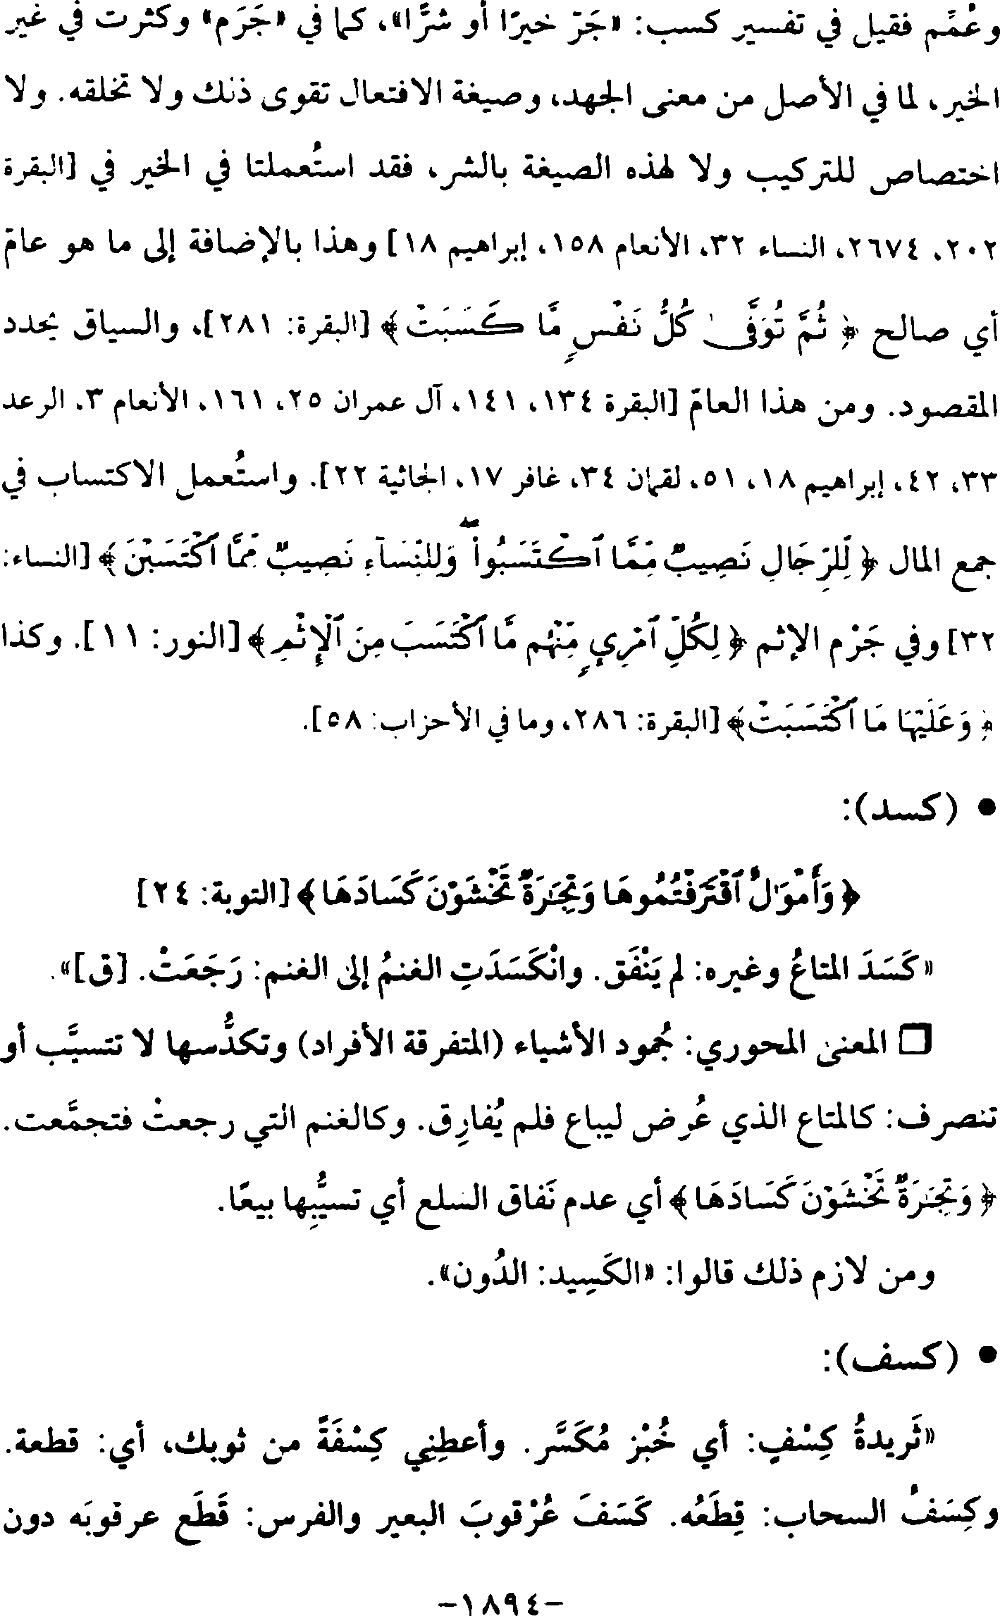 وعُمِّم فقيل في تفسير كسب: «جَرّ خيرًا أو شرًّا»، كما في «جَرَم» وكثرت في غير
الخير، لما في الأصل من معنى الجهد، وصيغة الافتعال تقوى ذلك ولا تخلقه. ولا
اختصاص للتركيب ولا لهذه الصيغة بالشر، فقد استُعملتا في الخير في [البقرة
٢٠٢، ٢٦٧٤، النساء ٣٢، الأنعام ١٥٨، إبراهيم ١٨] وهذا بالإضافة إلى ما هو عامّ
أي صالح ﴿ ثُمَّ تُوَفَّىٰ كُلُّ نَفْسٍ مَّا كَسَبَتْ ﴾ [البقرة: ٢٨١]، والسياق يحدد
المقصود. ومن هذا العامّ [البقرة ١٣٤، ١٤١، آل عمران ٢٥، ١٦١، الأنعام ٣، الرعد
٣٣، ٤٢، إبراهيم ١٨، ٥١، لقمان ٣٤، غافر ١٧، الجاثية ٢٢]. واستُعمل الاكتساب في
جمع المال ﴿ لِّلرِّجَالِ نَصِيبٌ مِّمَّا ٱكْتَسَبُوا۟ ۖ وَلِلنِّسَآءِ نَصِيبٌ مِّمَّا ٱكْتَسَبْنَ ﴾ [النساء:
٣٢] وفي جَرْم الإثم ﴿ لِكُلِّ ٱمْرِيٍ مِّنْهُم مَّا ٱكْتَسَبَ مِنَ ٱلْإِثْمِ ﴾ [النور: ١١]. وكذا
﴿ وَعَلَيْهَا مَا ٱكْتَسَبَتْ ﴾ [البقرة: ٢٨٦، وما في الأحزاب: ٥٨].
• (كسد):
﴿ وَأَمْوَٰلٌ ٱقْتَرَفْتُمُوهَا وَتِجَٰرَةٌ تَخْشَوْنَ كَسَادَهَا ﴾ [التوبة: ٢٤]
«كَسَدَ المتاعُ وغيره: لم يَنْفَق. وانْكَسَدَتِ الغنمُ إلى الغنم: رَجَعَتْ. [ق]».
❒ المعنى المحوري: جُمود الأشياء (المتفرقة الأفراد) وتكدُّسها لا تتسيَّب أو
تنصرف: كالمتاع الذي عُرِض ليباع فلم يُفارِق. وكالغنم التي رجعتْ فتجمَّعت.
﴿ وَتِجَٰرَةٌ تَخْشَوْنَ كَسَادَهَا ﴾ أي عدم نَفاق السلع أي تسيُّبِها بيعًا.
ومن لازم ذلك قالوا: «الكَسِيد: الدُون».
• (كسف):
«ثَريدةُ كِسْفٍ: أي خُبْز مُكَسَّر. وأعطِنِي كِسْفَةً من ثوبك، أي: قطعة.
وكِسَفُ السحاب: قِطَعُه. كَسَفَ عُرْقوبَ البعير والفرس: قَطَع عرقوبَه دون
-١٨٩٤-